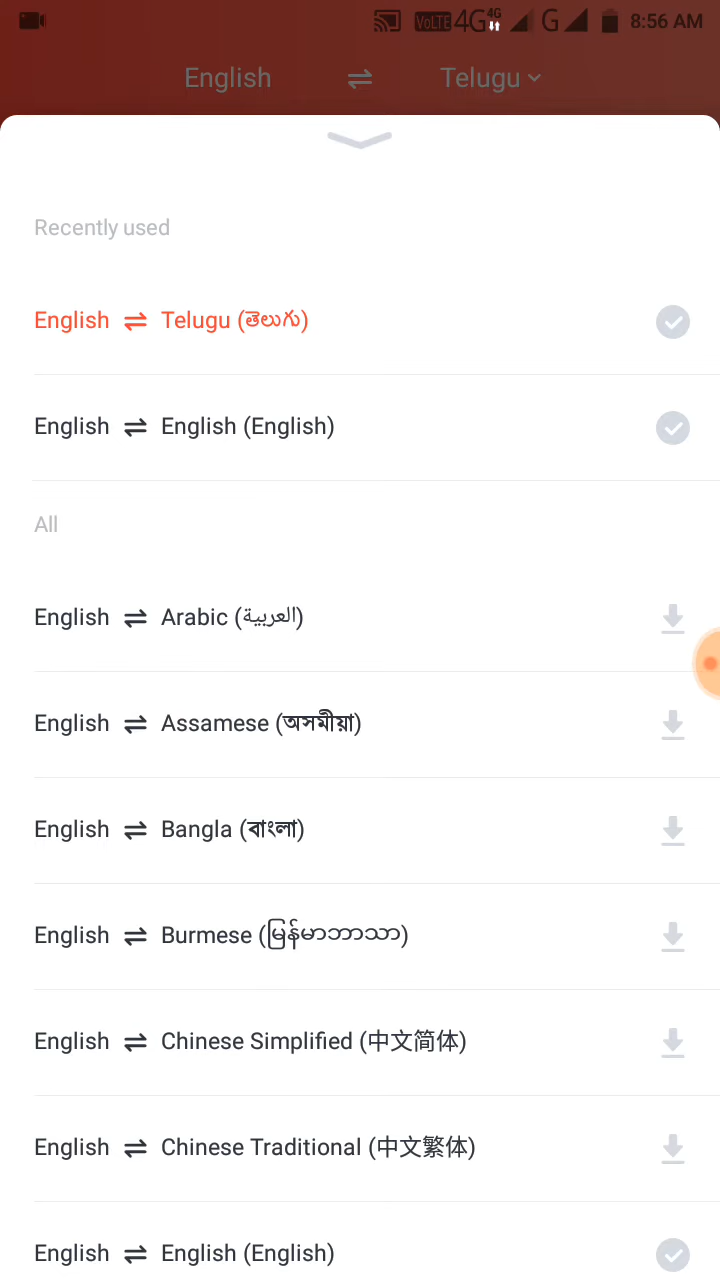 VoLTE 4G 4G G 8:56 AM
English ⇌ Telugu
Recently used
English ⇌ Telugu (తెలుగు)
English ⇌ English (English)
All
English ⇌ Arabic (العربية)
English ⇌ Assamese (অসমীয়া)
English ⇌ Bangla (বাংলা)
English ⇌ Burmese (မြန်မာဘာသာ)
English ⇌ Chinese Simplified (中文简体)
English ⇌ Chinese Traditional (中文繁体)
English ⇌ English (English)